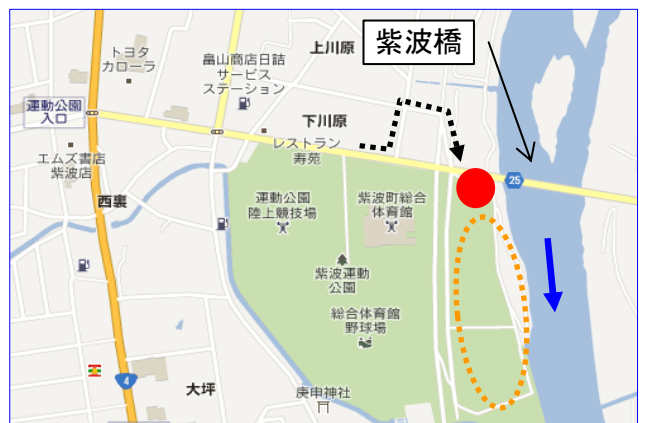 紫波橋
上川原
トヨタ
カローラ
畠山商店日詰
サービス
ステーション
運動公園
入口
下川原
レストラン
寿苑
エムズ書店
紫波店
西裏
運動公園
陸上競技場
紫波町総合
体育館
25
紫波運動
公園
総合体育館
野球場
4
大坪
庚申神社